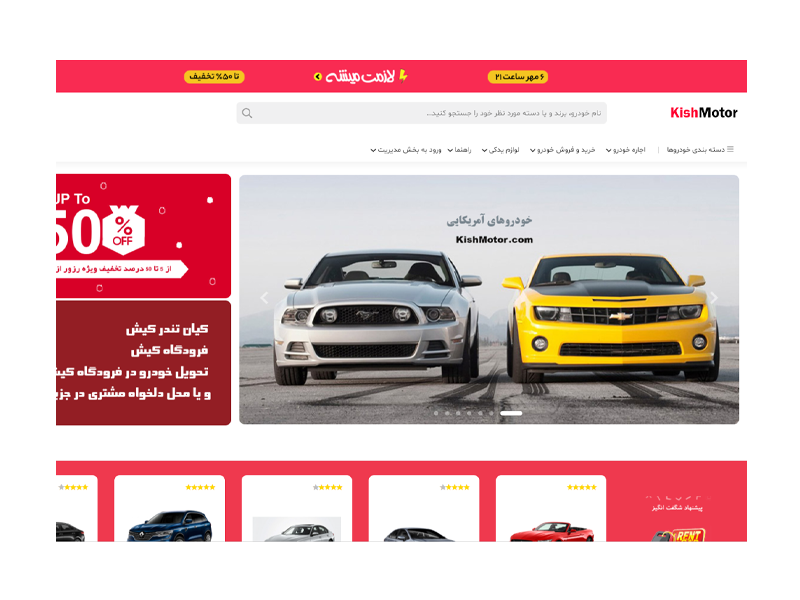 ۶ مهر ساعت ۲۱
لازمت میشه
تا ۵۰٪ تخفیف
KishMotor
نام خودرو، برند و یا دسته مورد نظر خود را جستجو کنید...
دسته بندی خودروها
اجاره خودرو
خرید و فروش خودرو
لوازم یدکی
راهنما
ورود به بخش مدیریت
خودروهای آمریکایی
KishMotor.com
UP To
50
%
OFF
از ۵ تا ۵۰ درصد تخفیف ویژه رزور از
کیان تندر کیش
فرودگاه کیش
تحویل خودرو در فرودگاه کیش
و یا محل دلخواه مشتری در
پیشنهاد شگفت انگیز
RENT